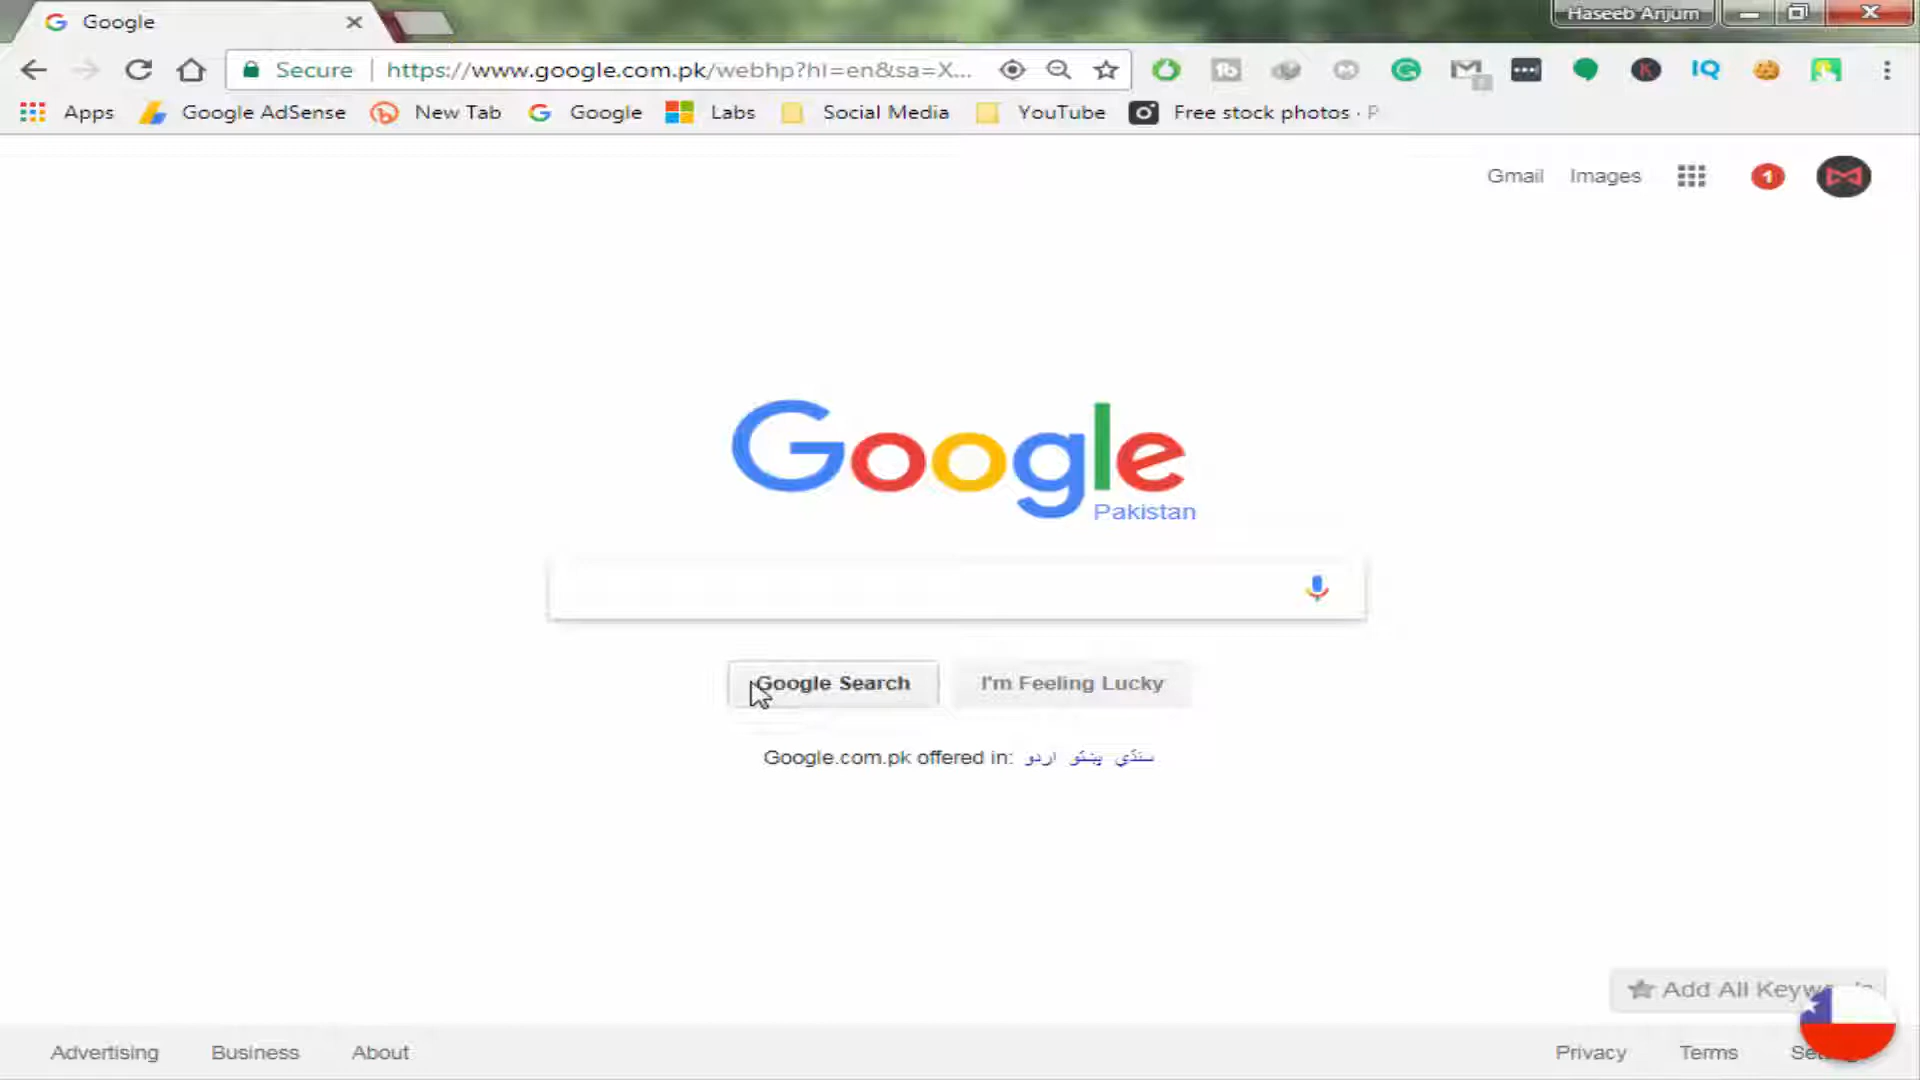 Google
Haseeb Anjum
Secure
https://www.google.com.pk/webhp?hl=en&sa=X...
Apps Google AdSense New Tab Google Labs Social Media YouTube Free stock photos · P
Gmail Images 1
Google
Pakistan
Google Search I'm Feeling Lucky
Google.com.pk offered in: اردو پښتو سنڌي
Add All Keyw
Advertising Business About Privacy Terms Se